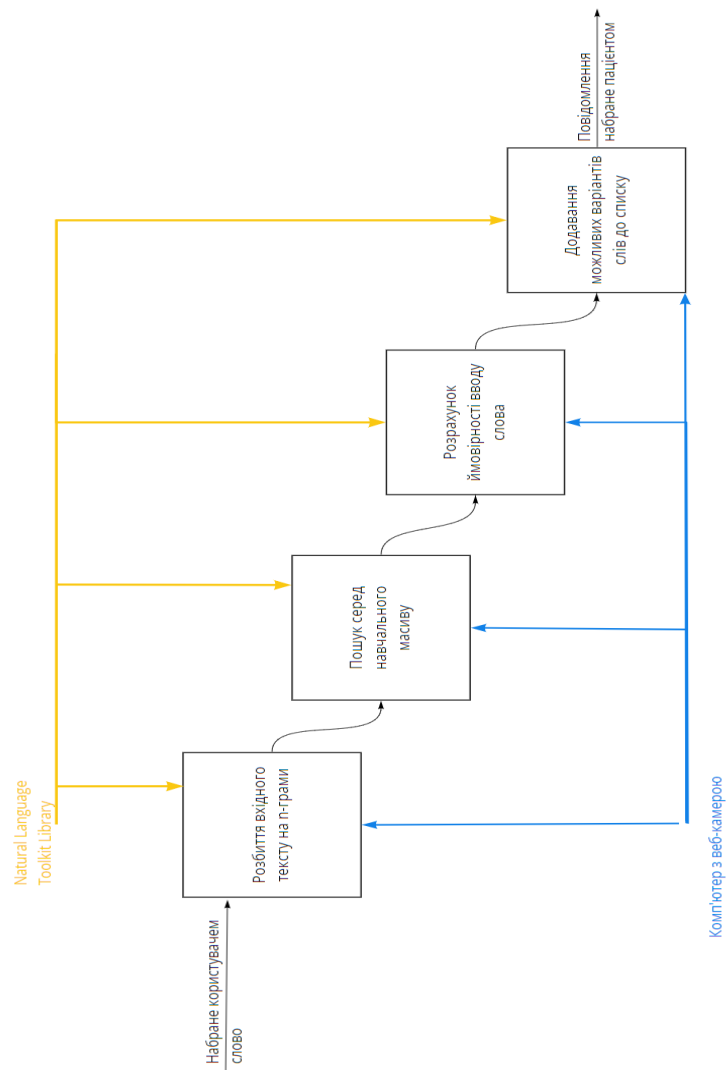 Natural Language
Toolkit Library
Набране користувачем
слово
Розбиття вхідного
тексту на n-грами
Пошук серед
навчального
масиву
Розрахунок
ймовірності вводу
слова
Додавання
можливих варіантів
слів до списку
Повідомлення
набране пацієнтом
Комп'ютер з веб-камерою